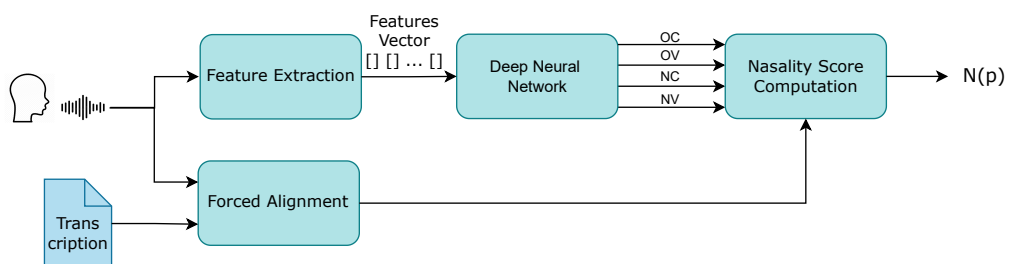 Features
Vector
[] [] ... []
Feature Extraction
Deep Neural
Network
OC
OV
NC
NV
Nasality Score
Computation
N(p)
Forced Alignment
Trans
cription